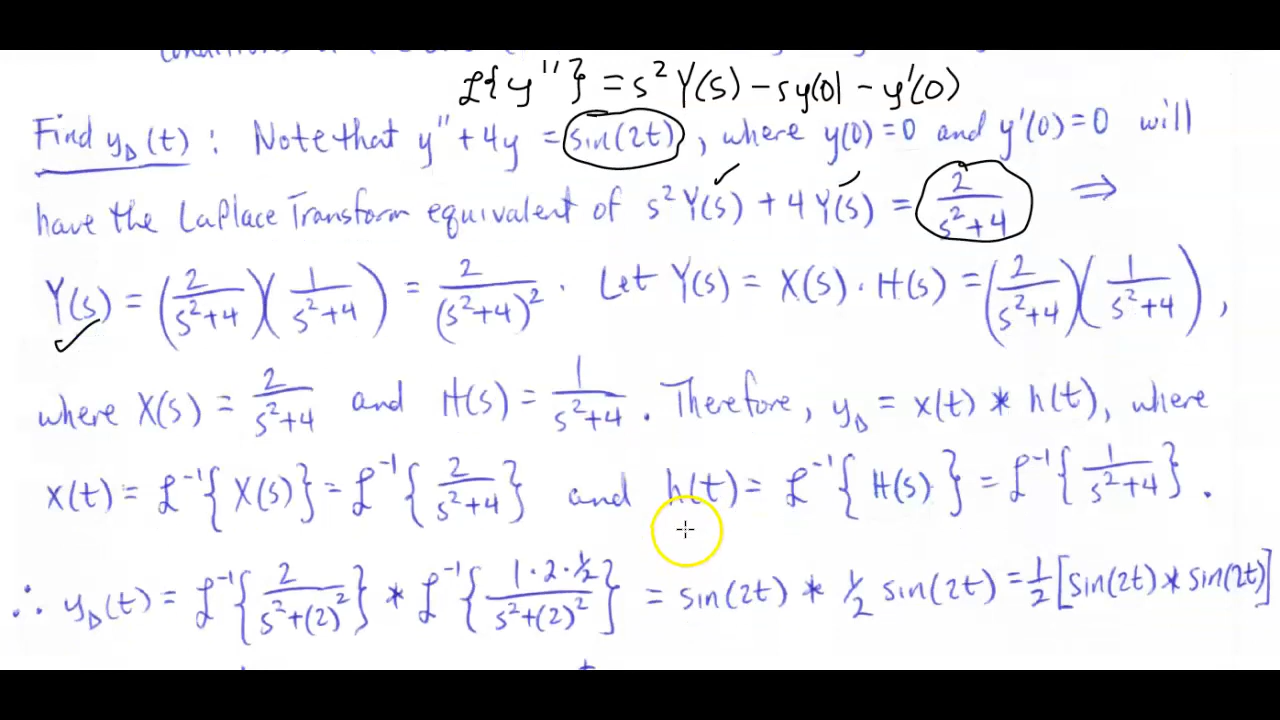 conditions
ℒ{y''} = s²Y(s) − sy(0) − y'(0)
Find y_D(t): Note that y'' + 4y = sin(2t), where y(0) = 0 and y'(0) = 0 will
have the LaPlace Transform equivalent of s²Y(s) + 4Y(s) = 2/(s²+4) ⇒
Y(s) = (2/(s²+4))(1/(s²+4)) = 2/(s²+4)². Let Y(s) = X(s)·H(s) = (2/(s²+4))(1/(s²+4)),
where X(s) = 2/(s²+4) and H(s) = 1/(s²+4). Therefore, y_D = x(t) * h(t), where
x(t) = ℒ⁻¹{X(s)} = ℒ⁻¹{2/(s²+4)} and h(t) = ℒ⁻¹{H(s)} = ℒ⁻¹{1/(s²+4)}.
∴ y_D(t) = ℒ⁻¹{2/(s²+(2)²)} * ℒ⁻¹{1·2·½/(s²+(2)²)} = sin(2t) * ½ sin(2t) = ½[sin(2t) * sin(2t)]